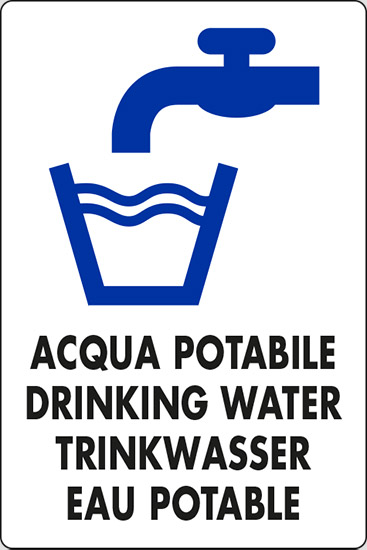 ACQUA POTABILE
DRINKING WATER
TRINKWASSER
EAU POTABLE